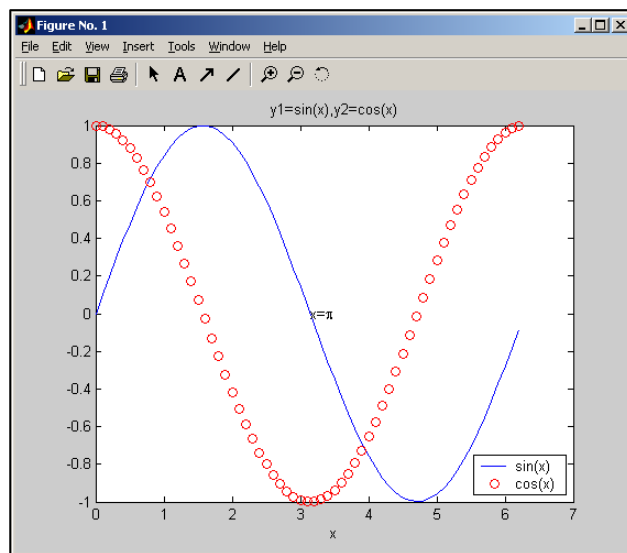 Figure No. 1
File Edit View Insert Tools Window Help
A
y1=sin(x),y2=cos(x)
1
0.8
0.6
0.4
0.2
0
-0.2
-0.4
-0.6
-0.8
-1
x=π
sin(x)
cos(x)
0 1 2 3 4 5 6 7
x